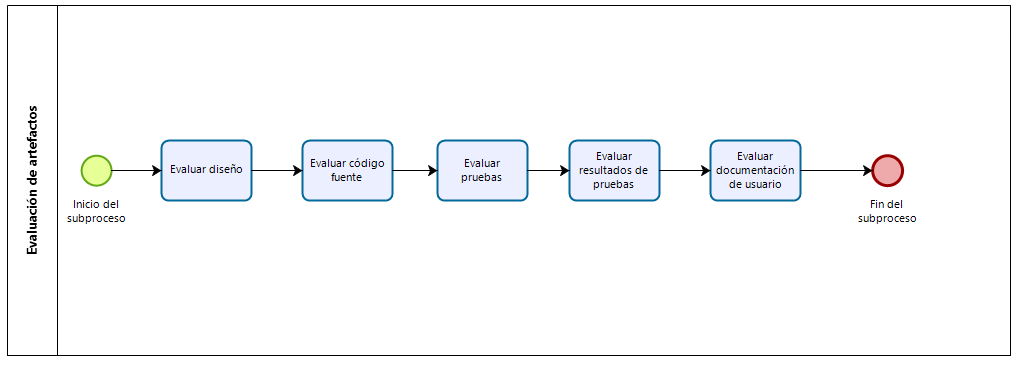 Evaluación de artefactos
Inicio del
subproceso
Evaluar diseño
Evaluar código
fuente
Evaluar
pruebas
Evaluar
resultados de
pruebas
Evaluar
documentación
de usuario
Fin del
subproceso